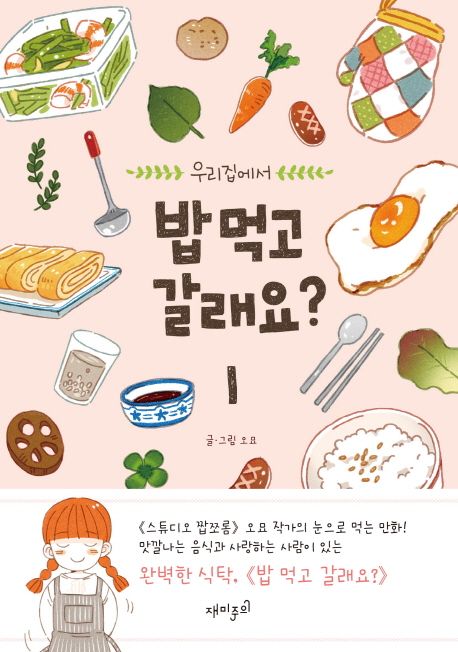 우리집에서
밥 먹고
갈래요?
1
글·그림 오묘
《스튜디오 짭쪼롬》 오묘 작가의 눈으로 먹는 만화!
맛깔나는 음식과 사랑하는 사람이 있는
완벽한 식탁, 《밥 먹고 갈래요?》
재미주의